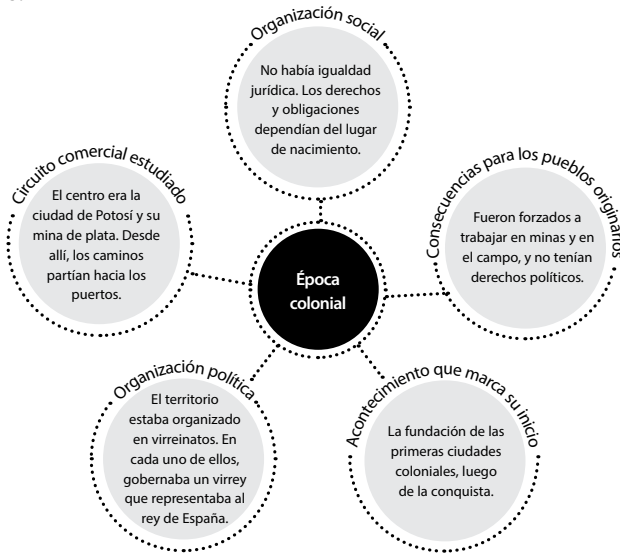 Organización social
No había igualdad
jurídica. Los derechos
y obligaciones
dependían del lugar
de nacimiento.
Circuito comercial estudiado
El centro era la
ciudad de Potosí y su
mina de plata. Desde
allí, los caminos
partían hacia los
puertos.
Consecuencias para los pueblos originarios
Fueron forzados a
trabajar en minas y en
el campo, y no tenían
derechos políticos.
Época
colonial
Organización política
El territorio
estaba organizado
en virreinatos. En
cada uno de ellos,
gobernaba un virrey
que representaba al
rey de España.
Acontecimiento que marca su inicio
La fundación de las
primeras ciudades
coloniales, luego
de la conquista.